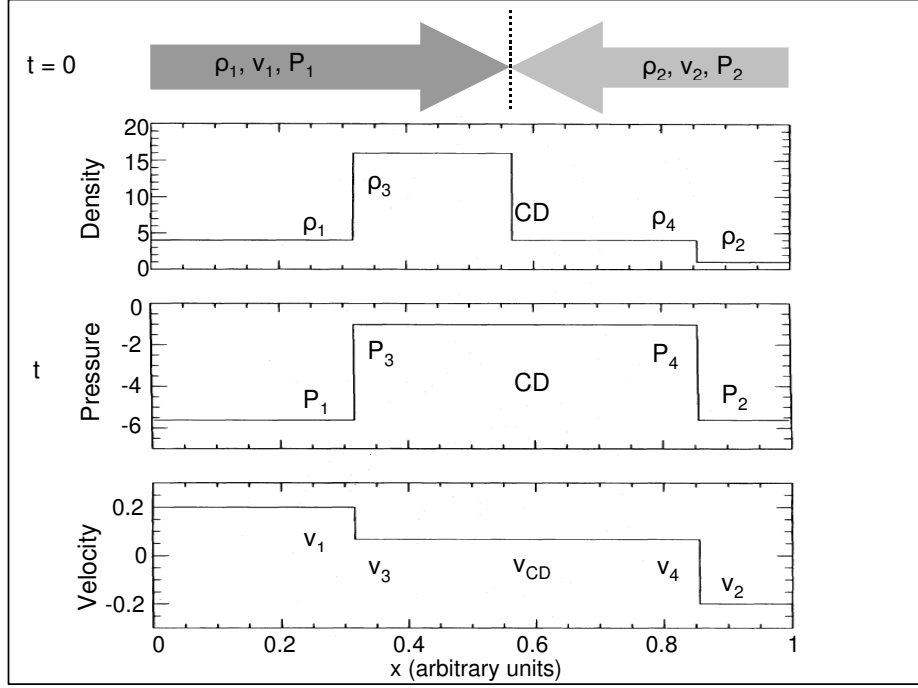 t = 0
ρ₁, v₁, P₁
ρ₂, v₂, P₂
Density
20
15
10
5
0
ρ₁
ρ₃
CD
ρ₄
ρ₂
t
Pressure
0
-2
-4
-6
P₁
P₃
CD
P₄
P₂
Velocity
0.2
0
-0.2
v₁
v₃
v_CD
v₄
v₂
0 0.2 0.4 0.6 0.8 1
x (arbitrary units)